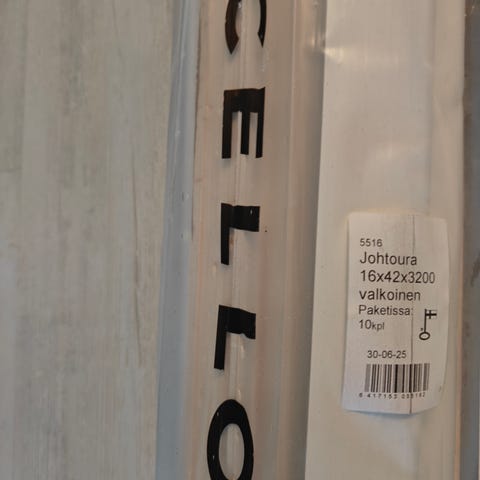 CELLO
5516
Johtoura
16x42x3200
valkoinen
Paketissa:
10kpl
30-06-25